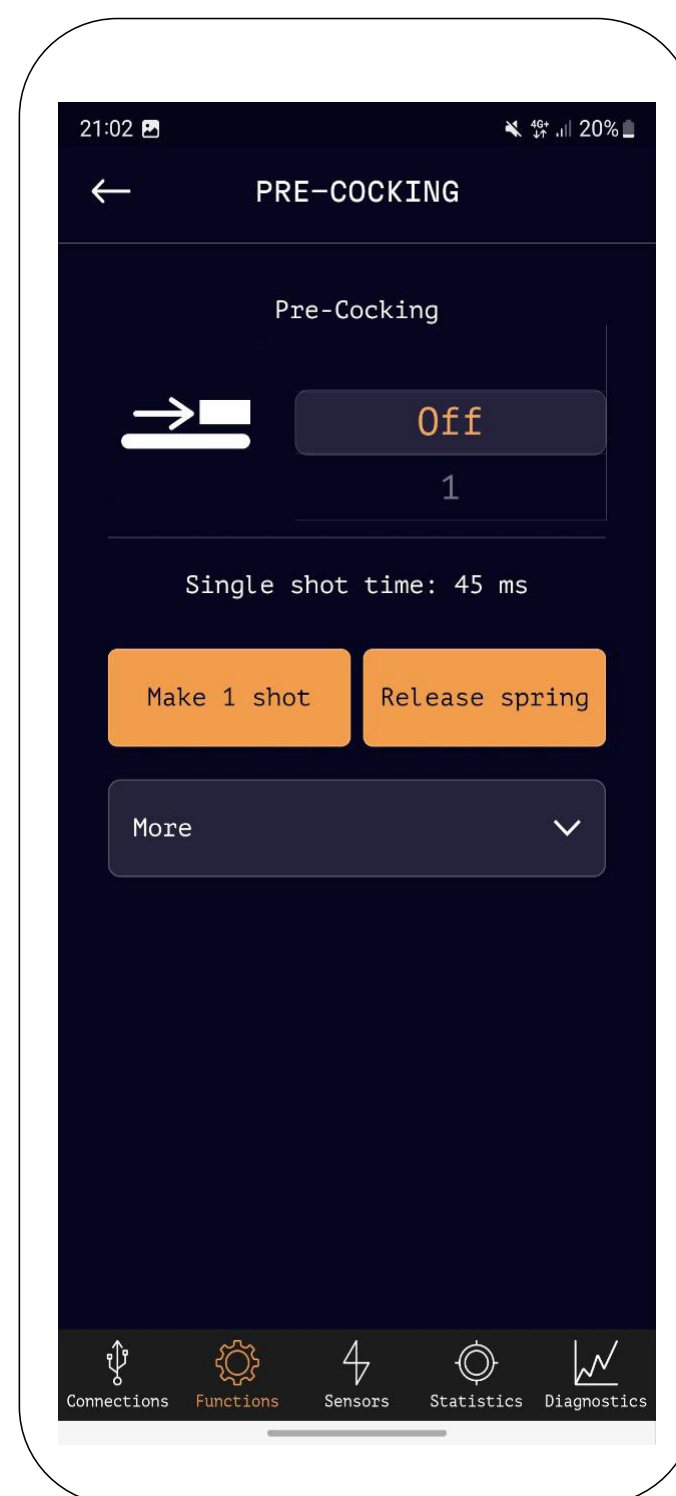 21:02 4G+ 20%
PRE-COCKING
Pre-Cocking
Off
1
Single shot time: 45 ms
Make 1 shot Release spring
More
Connections Functions Sensors Statistics Diagnostics